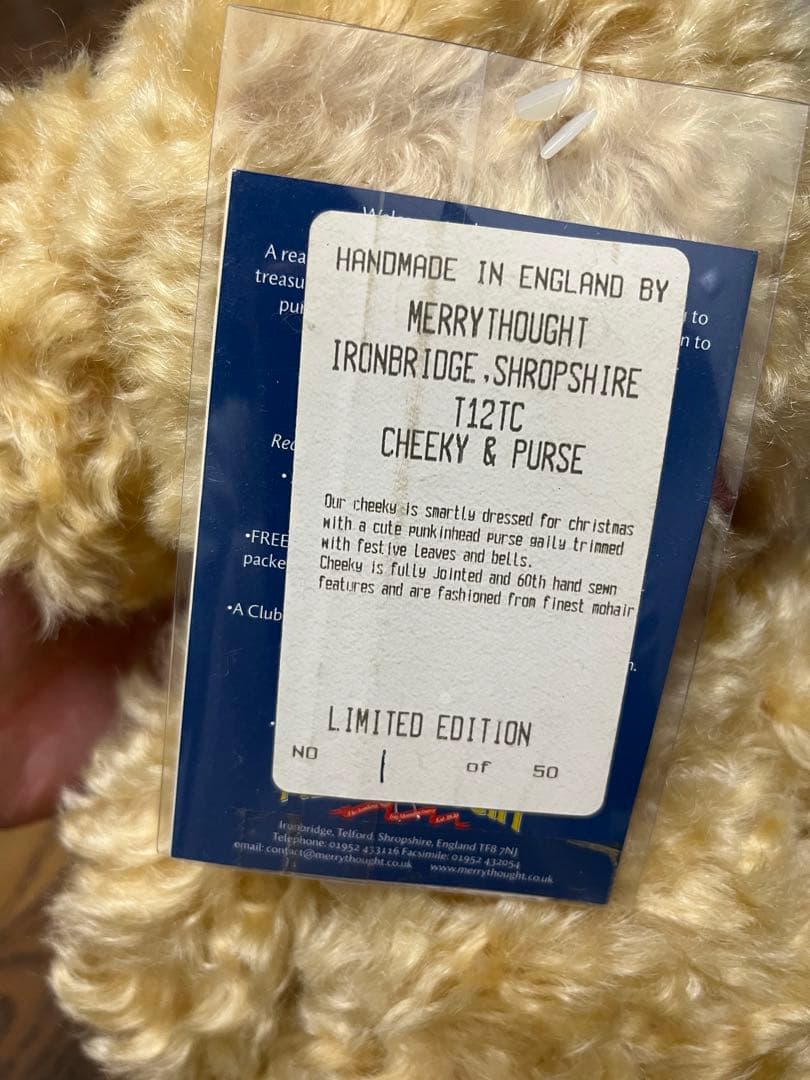 Wel
A rea
treasu
pu
to
n to
HANDMADE IN ENGLAND BY
MERRYTHOUGHT
IRONBRIDGE,SHROPSHIRE
T12TC
CHEEKY & PURSE
Rec
•FREE
packe
•A Club
Our cheeky is smartly dressed for christmas
with a cute punkinhead purse gaily trimmed
with festive leaves and bells.
Cheeky is fully Jointed and 60th hand sewn
features and are fashioned from finest mohair
LIMITED EDITION
NO 1 of 50
Ironbridge, Telford, Shropshire, England TF8 7NJ
Telephone: 01952 433116 Facsimile: 01952 432054
email: contact@merrythought.co.uk www.merrythought.co.uk